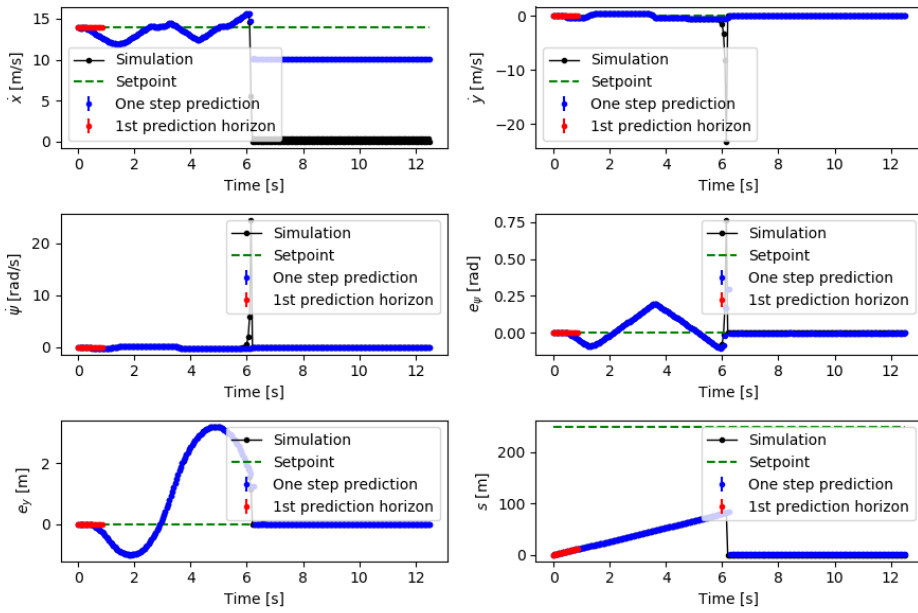 15
10
5
0
ẋ [m/s]
0 2 4 6 8 10 12
Time [s]
Simulation
Setpoint
One step prediction
1st prediction horizon
0
−10
−20
ẏ [m/s]
0 2 4 6 8 10 12
Time [s]
Simulation
Setpoint
One step prediction
1st prediction horizon
20
10
0
ψ̇ [rad/s]
0 2 4 6 8 10 12
Time [s]
Simulation
Setpoint
One step prediction
1st prediction horizon
0.75
0.50
0.25
0.00
eψ [rad]
0 2 4 6 8 10 12
Time [s]
Simulation
Setpoint
One step prediction
1st prediction horizon
2
0
ey [m]
0 2 4 6 8 10 12
Time [s]
Simulation
Setpoint
One step prediction
1st prediction horizon
200
100
0
s [m]
0 2 4 6 8 10 12
Time [s]
Simulation
Setpoint
One step prediction
1st prediction horizon